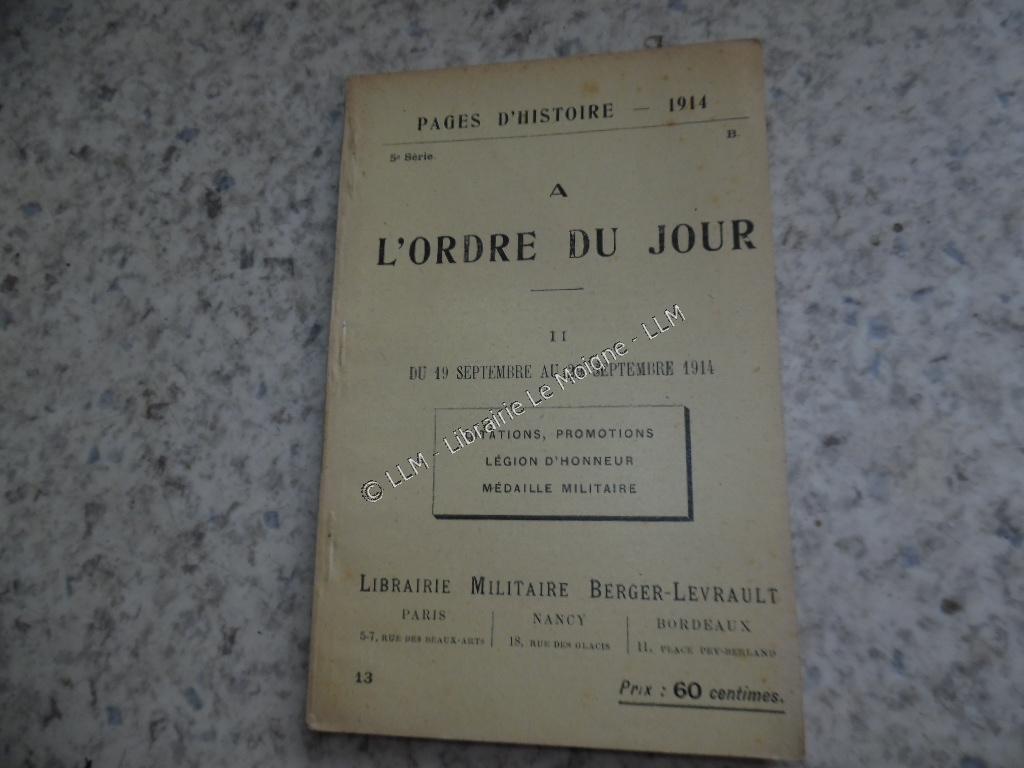 PAGES D'HISTOIRE — 1914
5e Série.
B.
A
L'ORDRE DU JOUR
II
DU 19 SEPTEMBRE AU SEPTEMBRE 1914
PROMOTIONS
LÉGION D'HONNEUR
MÉDAILLE MILITAIRE
© LLM - Librairie Le Moigne - LLM
LIBRAIRIE MILITAIRE BERGER-LEVRAULT
PARIS
5-7, RUE DES BEAUX-ARTS
NANCY
18, RUE DES GLACIS
BORDEAUX
11, PLACE PEY-BERLAND
13
Prix : 60 centimes.